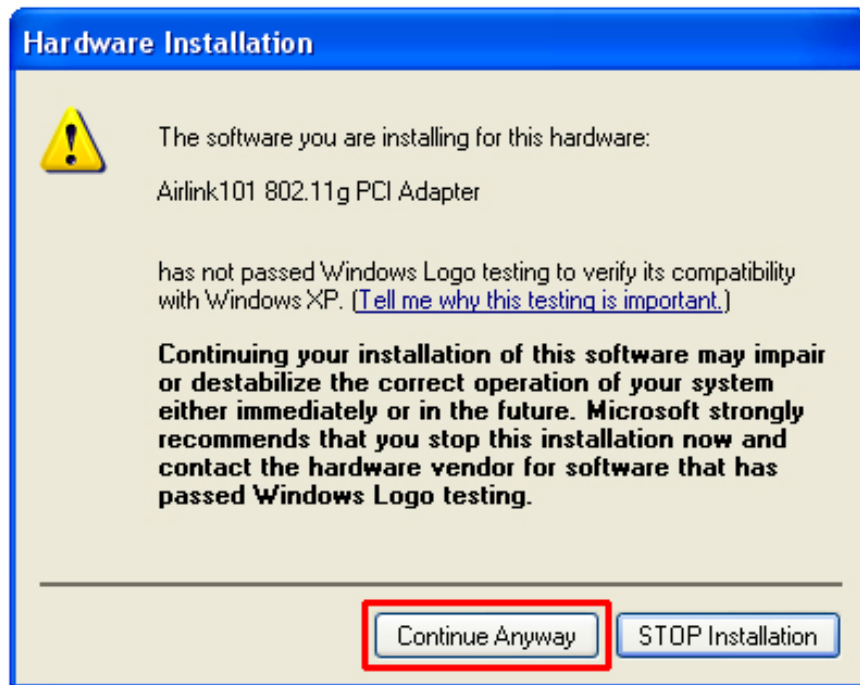 Hardware Installation
The software you are installing for this hardware:
Airlink101 802.11g PCI Adapter
has not passed Windows Logo testing to verify its compatibility
with Windows XP. (Tell me why this testing is important.)
Continuing your installation of this software may impair
or destabilize the correct operation of your system
either immediately or in the future. Microsoft strongly
recommends that you stop this installation now and
contact the hardware vendor for software that has
passed Windows Logo testing.
Continue Anyway
STOP Installation